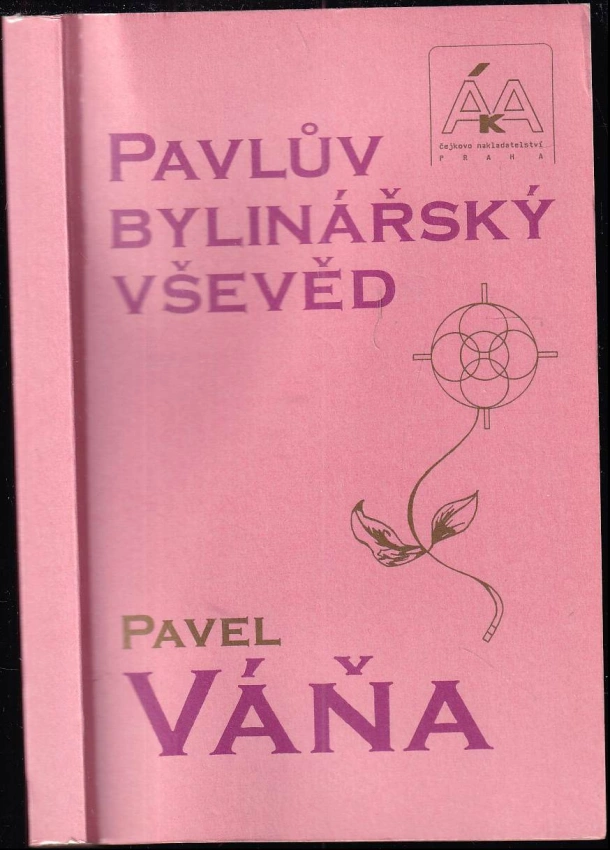 ÁKA
čejkovo nakladatelství
PRAHA
PAVLŮV
BYLINÁŘSKÝ
VŠEVĚD
PAVEL
VÁŇA